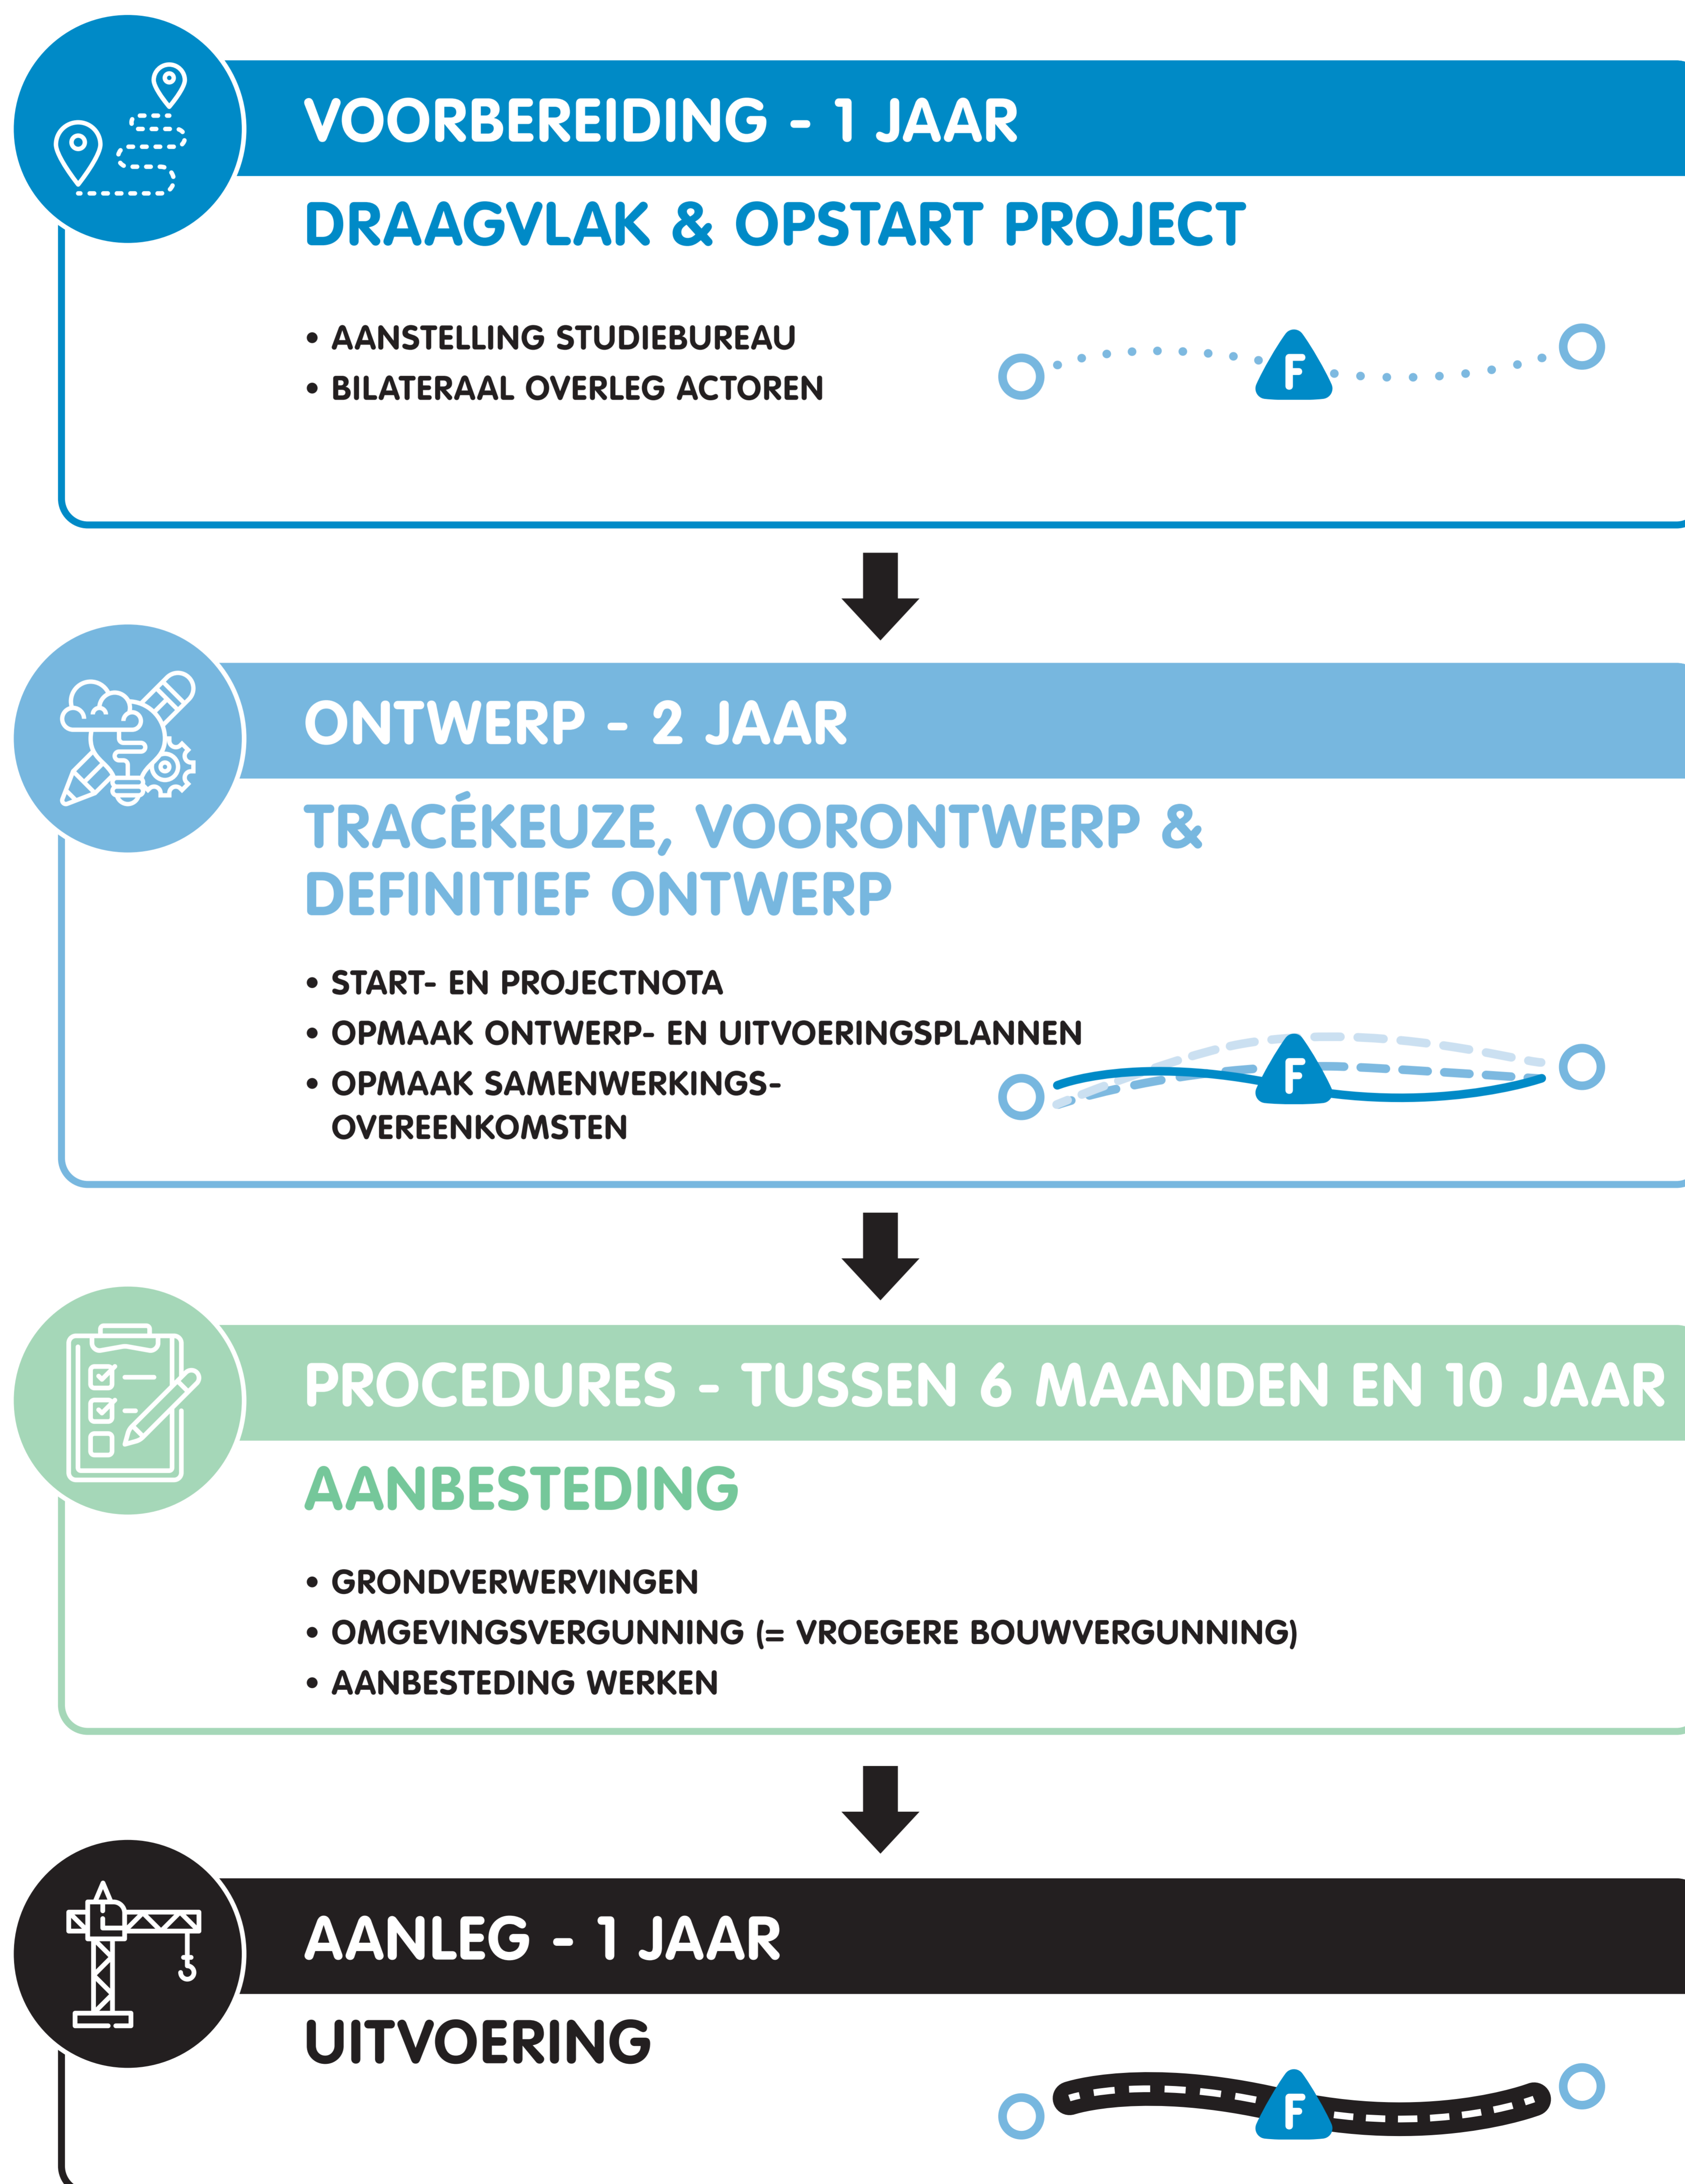 VOORBEREIDING - 1 JAAR
DRAAGVLAK & OPSTART PROJECT
• AANSTELLING STUDIEBUREAU
• BILATERAAL OVERLEG ACTOREN
F
ONTWERP - 2 JAAR
TRACÉKEUZE, VOORONTWERP &
DEFINITIEF ONTWERP
• START- EN PROJECTNOTA
• OPMAAK ONTWERP- EN UITVOERINGSPLANNEN
• OPMAAK SAMENWERKINGS-
OVEREENKOMSTEN
F
PROCEDURES - TUSSEN 6 MAANDEN EN 10 JAAR
AANBESTEDING
• GRONDVERWERVINGEN
• OMGEVINGSVERGUNNING (= VROEGERE BOUWVERGUNNING)
• AANBESTEDING WERKEN
AANLEG - 1 JAAR
UITVOERING
F